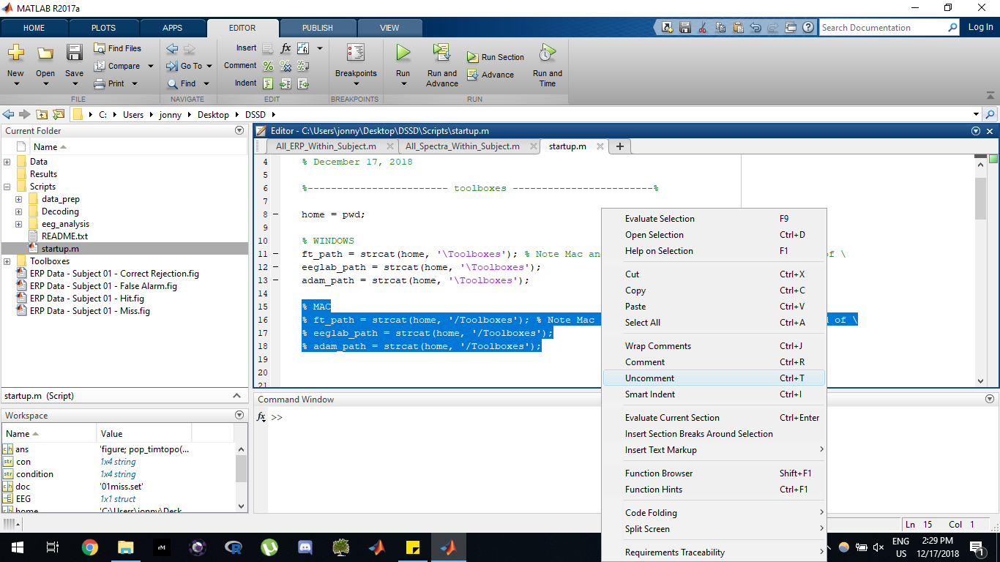 MATLAB R2017a
HOME PLOTS APPS EDITOR PUBLISH VIEW
Search Documentation Log In
New Open Save
Find Files
Compare
Print
FILE
Go To
Find
NAVIGATE
Insert
Comment
Indent
EDIT
Breakpoints
BREAKPOINTS
Run
Run and Advance
Run Section
Advance
Run and Time
RUN
C: Users jonny Desktop DSSD
Current Folder
Name
Data
Results
Scripts
data_prep
Decoding
eeg_analysis
README.txt
startup.m
Toolboxes
ERP Data - Subject 01 - Correct Rejection.fig
ERP Data - Subject 01 - False Alarm.fig
ERP Data - Subject 01 - Hit.fig
ERP Data - Subject 01 - Miss.fig
startup.m (Script)
Workspace
Name Value
ans 'figure; pop_timtopo(...
con 1x4 string
condition 1x4 string
doc '01miss.set'
EEG 1x1 struct
home 'C:\Users\jonny\Desk
Editor - C:\Users\jonny\Desktop\DSSD\Scripts\startup.m
All_ERP_Within_Subject.m All_Spectra_Within_Subject.m startup.m
4 % December 17, 2018
5
6 %------------------------ toolboxes ------------------------%
7
8 home = pwd;
9
10 % WINDOWS
11 ft_path = strcat(home, '\Toolboxes'); % Note Mac an of \
12 eeglab_path = strcat(home, '\Toolboxes');
13 adam_path = strcat(home, '\Toolboxes');
14
15 % MAC
16 % ft_path = strcat(home, '/Toolboxes'); % Note Mac of \
17 % eeglab_path = strcat(home, '/Toolboxes');
18 % adam_path = strcat(home, '/Toolboxes');
19
20
21
Command Window
fx >>
Evaluate Selection F9
Open Selection Ctrl+D
Help on Selection F1
Cut Ctrl+X
Copy Ctrl+C
Paste Ctrl+V
Select All Ctrl+A
Wrap Comments Ctrl+J
Comment Ctrl+R
Uncomment Ctrl+T
Smart Indent Ctrl+I
Evaluate Current Section Ctrl+Enter
Insert Section Breaks Around Selection
Insert Text Markup
Function Browser Shift+F1
Function Hints Ctrl+F1
Code Folding
Split Screen
Requirements Traceability
Ln 15 Col 1
rM
ENG
US
2:29 PM
12/17/2018
1